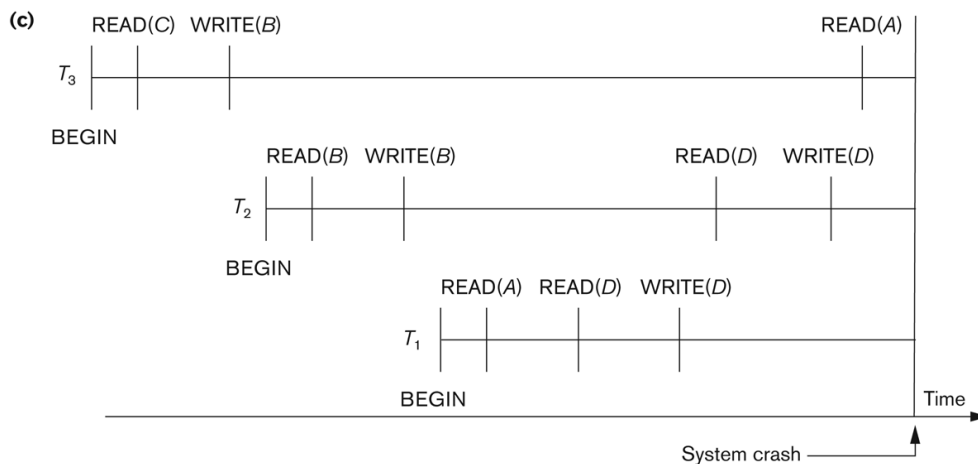 (c)
READ(C) WRITE(B) READ(A)
T3
BEGIN
READ(B) WRITE(B) READ(D) WRITE(D)
T2
BEGIN
READ(A) READ(D) WRITE(D)
T1
BEGIN
Time
System crash